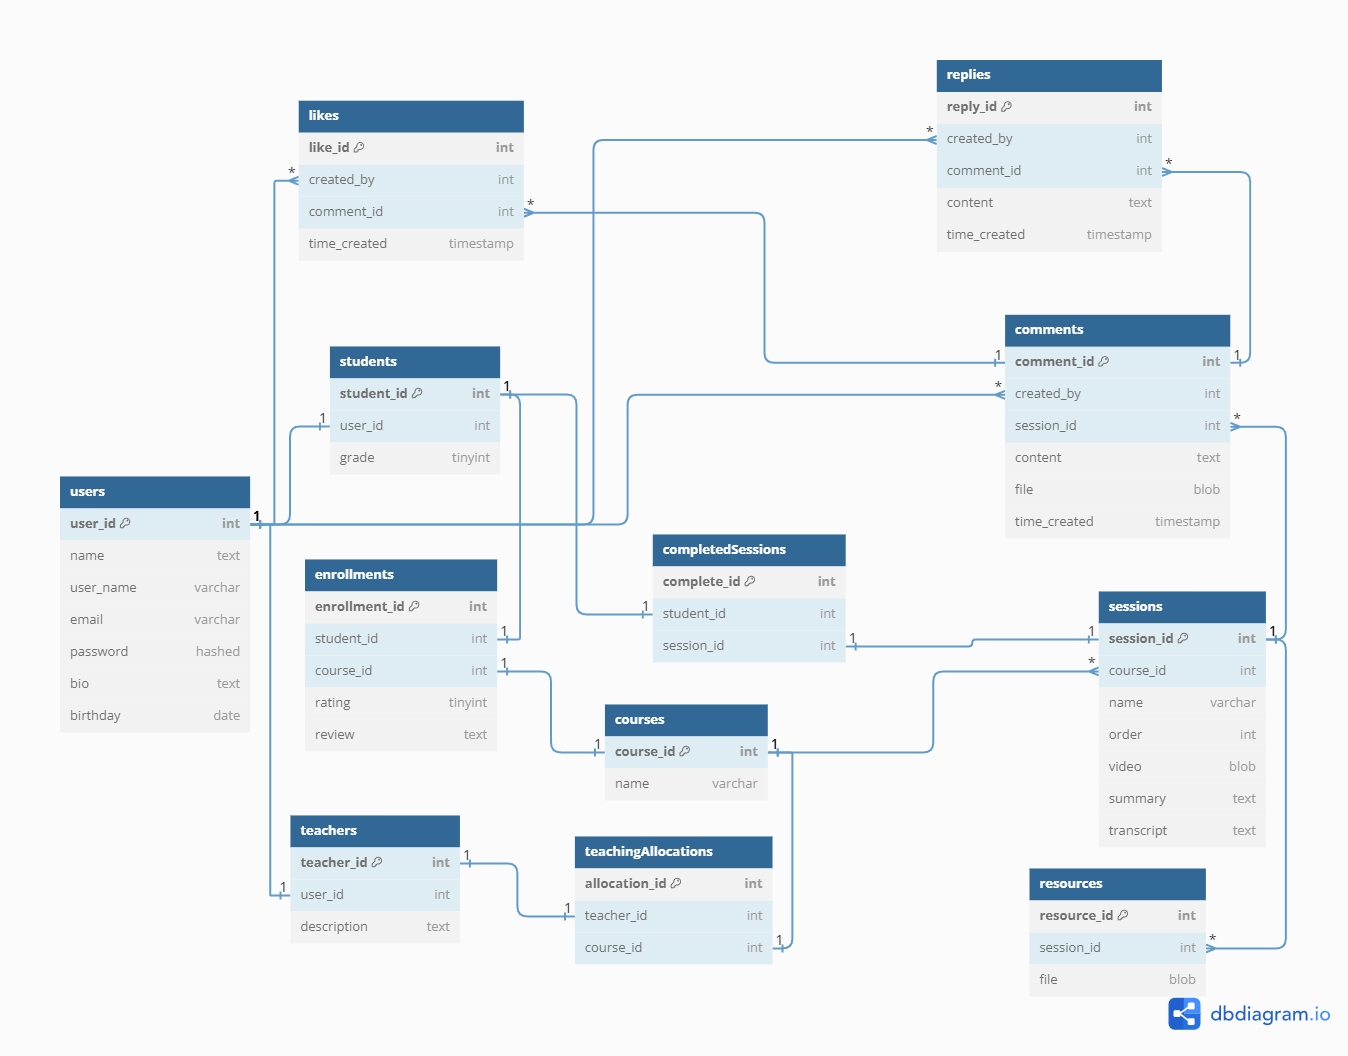 replies
reply_id int
created_by int
comment_id int
content text
time_created timestamp
likes
like_id int
created_by int
comment_id int
time_created timestamp
* * * *
comments
comment_id int
created_by int
session_id int
content text
file blob
time_created timestamp
1 1 * *
students
student_id int
user_id int
grade tinyint
1 1
users
user_id int
name text
user_name varchar
email varchar
password hashed
bio text
birthday date
1
completedSessions
complete_id int
student_id int
session_id int
1 1
enrollments
enrollment_id int
student_id int
course_id int
rating tinyint
review text
1 1
sessions
session_id int
course_id int
name varchar
order int
video blob
summary text
transcript text
1 1 *
courses
course_id int
name varchar
1 1
teachers
teacher_id int
user_id int
description text
1 1
teachingAllocations
allocation_id int
teacher_id int
course_id int
1 1
resources
resource_id int
session_id int
file blob
*
dbdiagram.io